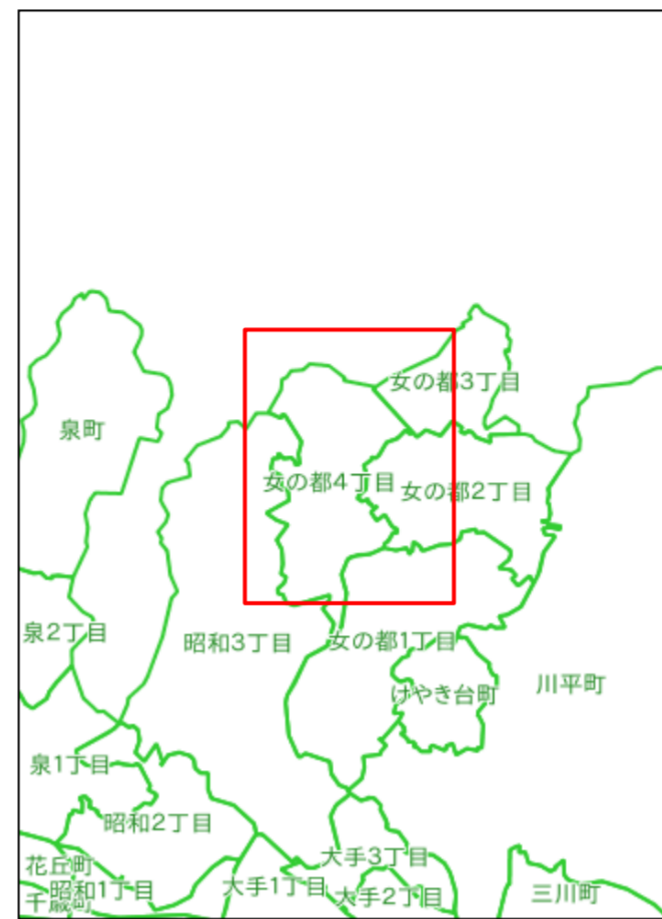 女の都3丁目
泉町
女の都4丁目
女の都2丁目
泉2丁目
昭和3丁目
女の都1丁目
川平町
けやき台町
泉1丁目
昭和2丁目
大手3丁目
花丘町
昭和1丁目
大手1丁目
大手2丁目
三川町
千歳町